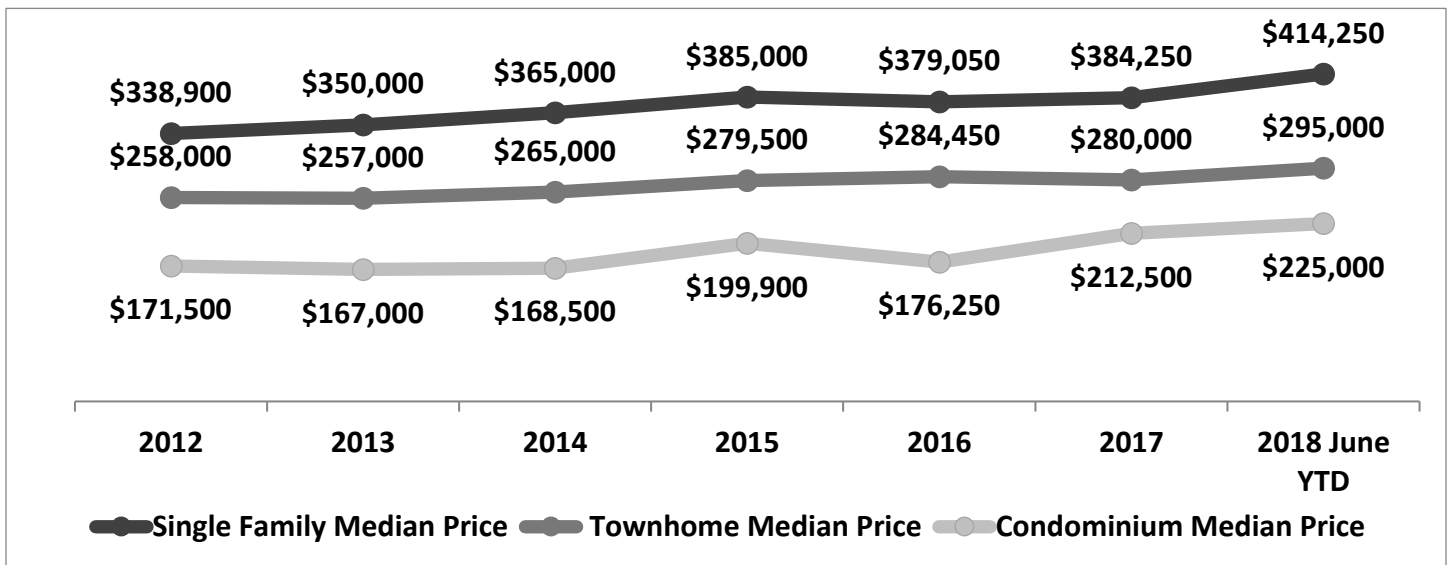 $338,900 $350,000 $365,000 $385,000 $379,050 $384,250 $414,250
$258,000 $257,000 $265,000 $279,500 $284,450 $280,000 $295,000
$171,500 $167,000 $168,500 $199,900 $176,250 $212,500 $225,000
2012 2013 2014 2015 2016 2017 2018 June
YTD
Single Family Median Price Townhome Median Price Condominium Median Price